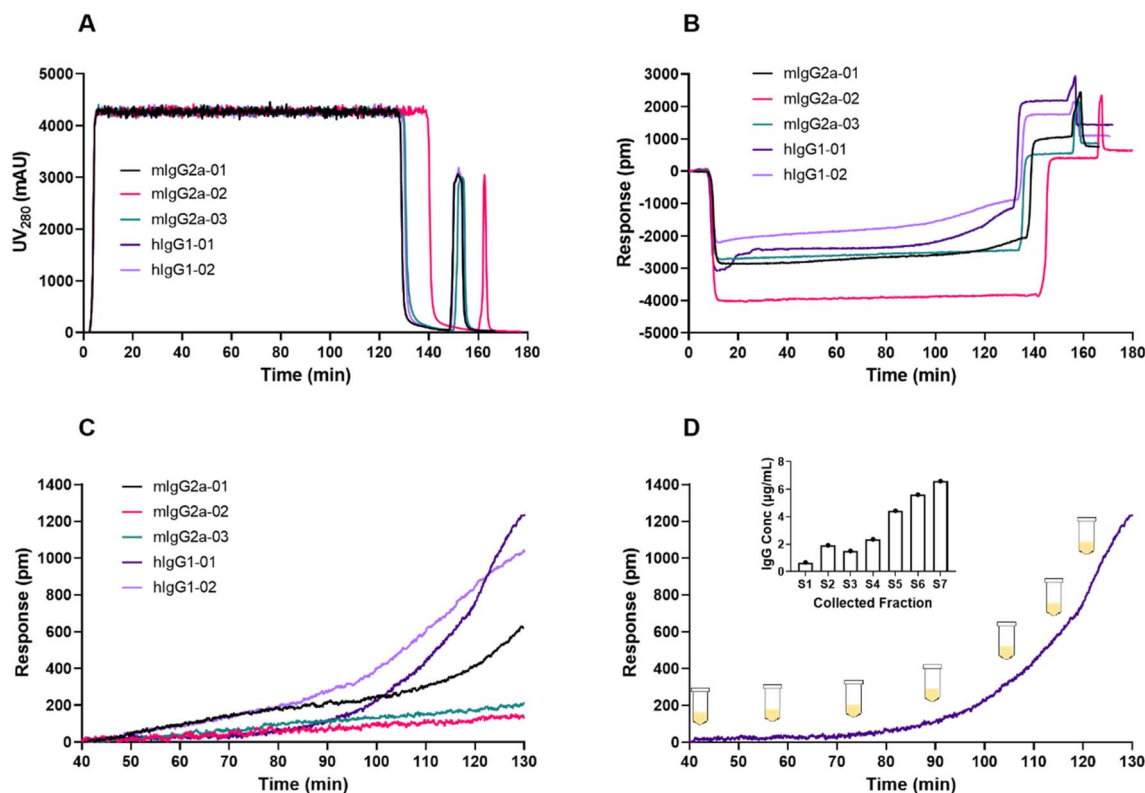 A
UV280 (mAU)
5000
4000
3000
2000
1000
0
mIgG2a-01
mIgG2a-02
mIgG2a-03
hIgG1-01
hIgG1-02
0 20 40 60 80 100 120 140 160 180
Time (min)
B
Response (pm)
3000
2000
1000
0
-1000
-2000
-3000
-4000
-5000
mIgG2a-01
mIgG2a-02
mIgG2a-03
hIgG1-01
hIgG1-02
0 20 40 60 80 100 120 140 160 180
Time (min)
C
Response (pm)
1400
1200
1000
800
600
400
200
0
mIgG2a-01
mIgG2a-02
mIgG2a-03
hIgG1-01
hIgG1-02
40 50 60 70 80 90 100 110 120 130
Time (min)
D
Response (pm)
1400
1200
1000
800
600
400
200
0
IgG Conc (μg/mL)
8
6
4
2
0
S1 S2 S3 S4 S5 S6 S7
Collected Fraction
40 50 60 70 80 90 100 110 120 130
Time (min)